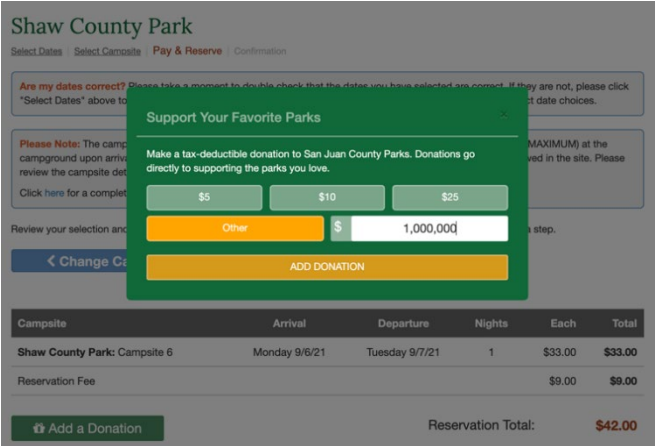 Shaw County Park
Select Dates | Select Campsite | Pay & Reserve | Confirmation
Are my dates correct? Please take a moment to double check that the dates you have selected are correct. If they are not, please click
"Select Dates" above to ct date choices.
Support Your Favorite Parks
x
Please Note: The camp MAXIMUM) at the
Make a tax-deductible donation to San Juan County Parks. Donations go
campground upon arriva ved in the site. Please
directly to supporting the parks you love.
review the campsite det
Click here for a complet
$5 $10 $25
Review your selection and step.
Other $ 1,000,000
Change Ca
ADD DONATION
Campsite Arrival Departure Nights Each Total
Shaw County Park: Campsite 6 Monday 9/6/21 Tuesday 9/7/21 1 $33.00 $33.00
Reservation Fee $9.00 $9.00
Add a Donation Reservation Total: $42.00